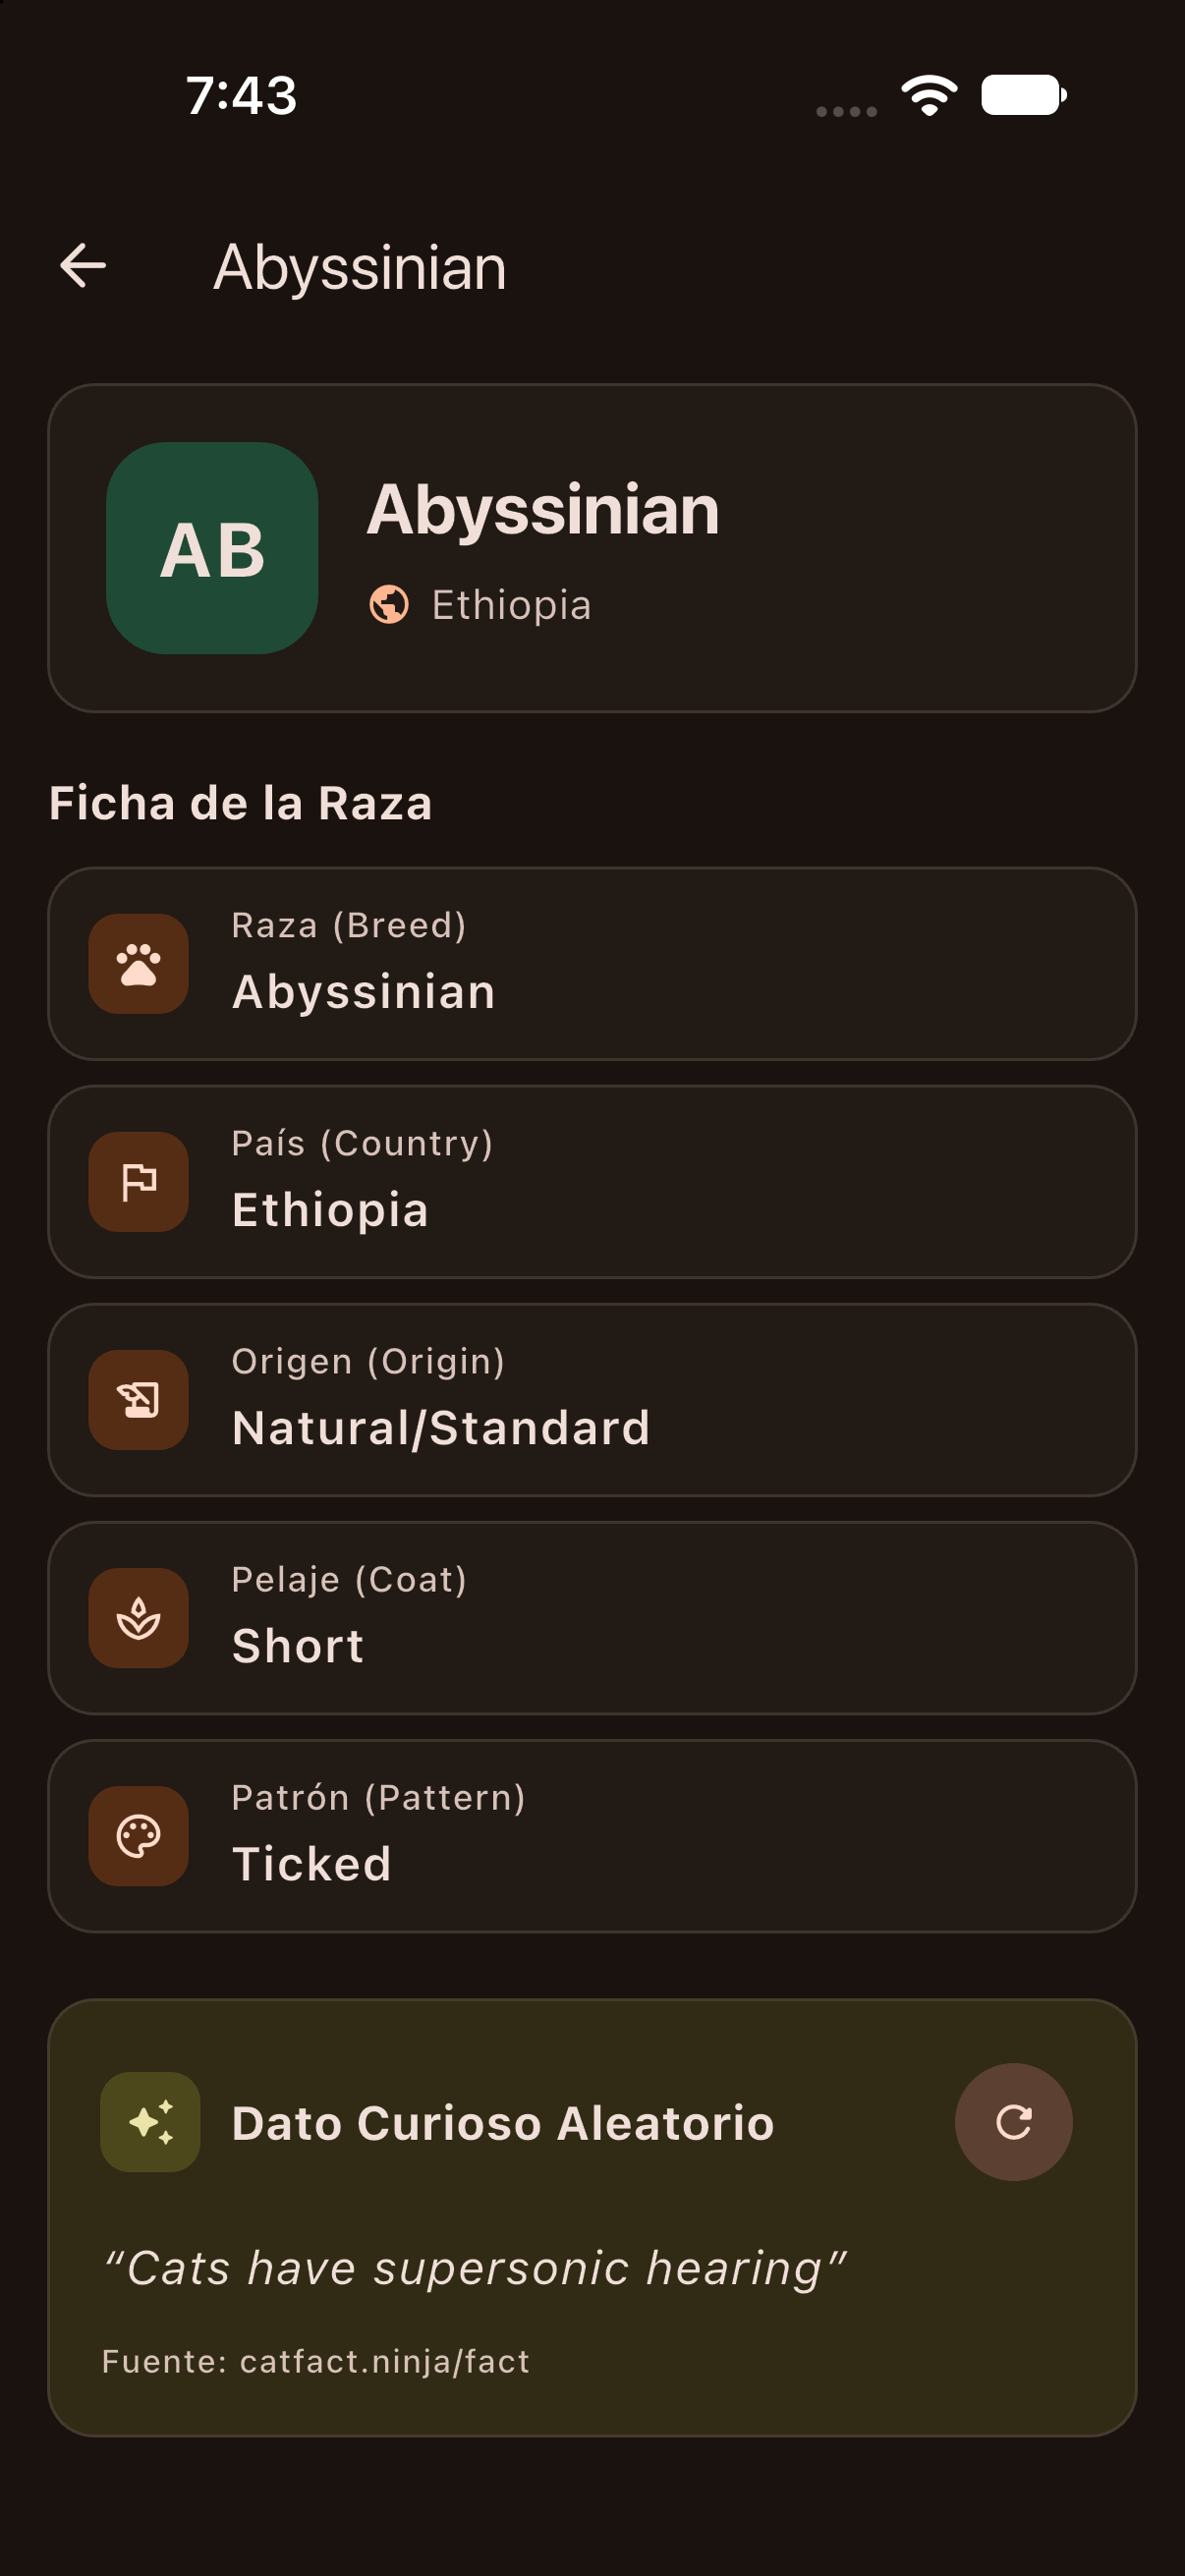 7:43
Abyssinian
AB
Abyssinian
Ethiopia
Ficha de la Raza
Raza (Breed)
Abyssinian
País (Country)
Ethiopia
Origen (Origin)
Natural/Standard
Pelaje (Coat)
Short
Patrón (Pattern)
Ticked
Dato Curioso Aleatorio
“Cats have supersonic hearing”
Fuente: catfact.ninja/fact